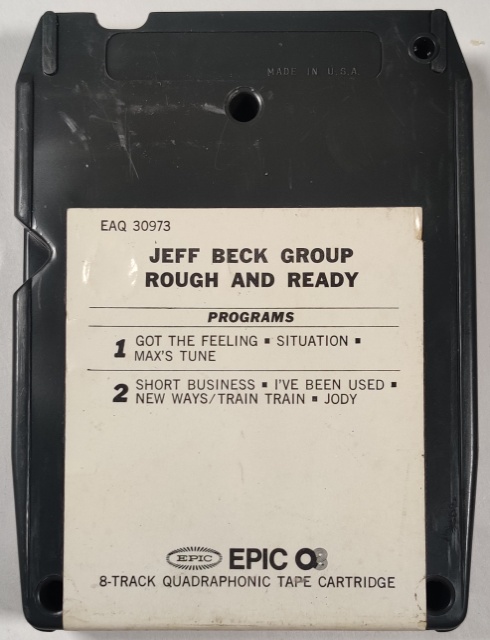 MADE IN U.S.A.
EAQ 30973
JEFF BECK GROUP
ROUGH AND READY
PROGRAMS
1 GOT THE FEELING ▪ SITUATION ▪
MAX'S TUNE
2 SHORT BUSINESS ▪ I'VE BEEN USED ▪
NEW WAYS/TRAIN TRAIN ▪ JODY
EPIC EPIC Q8
8-TRACK QUADRAPHONIC TAPE CARTRIDGE